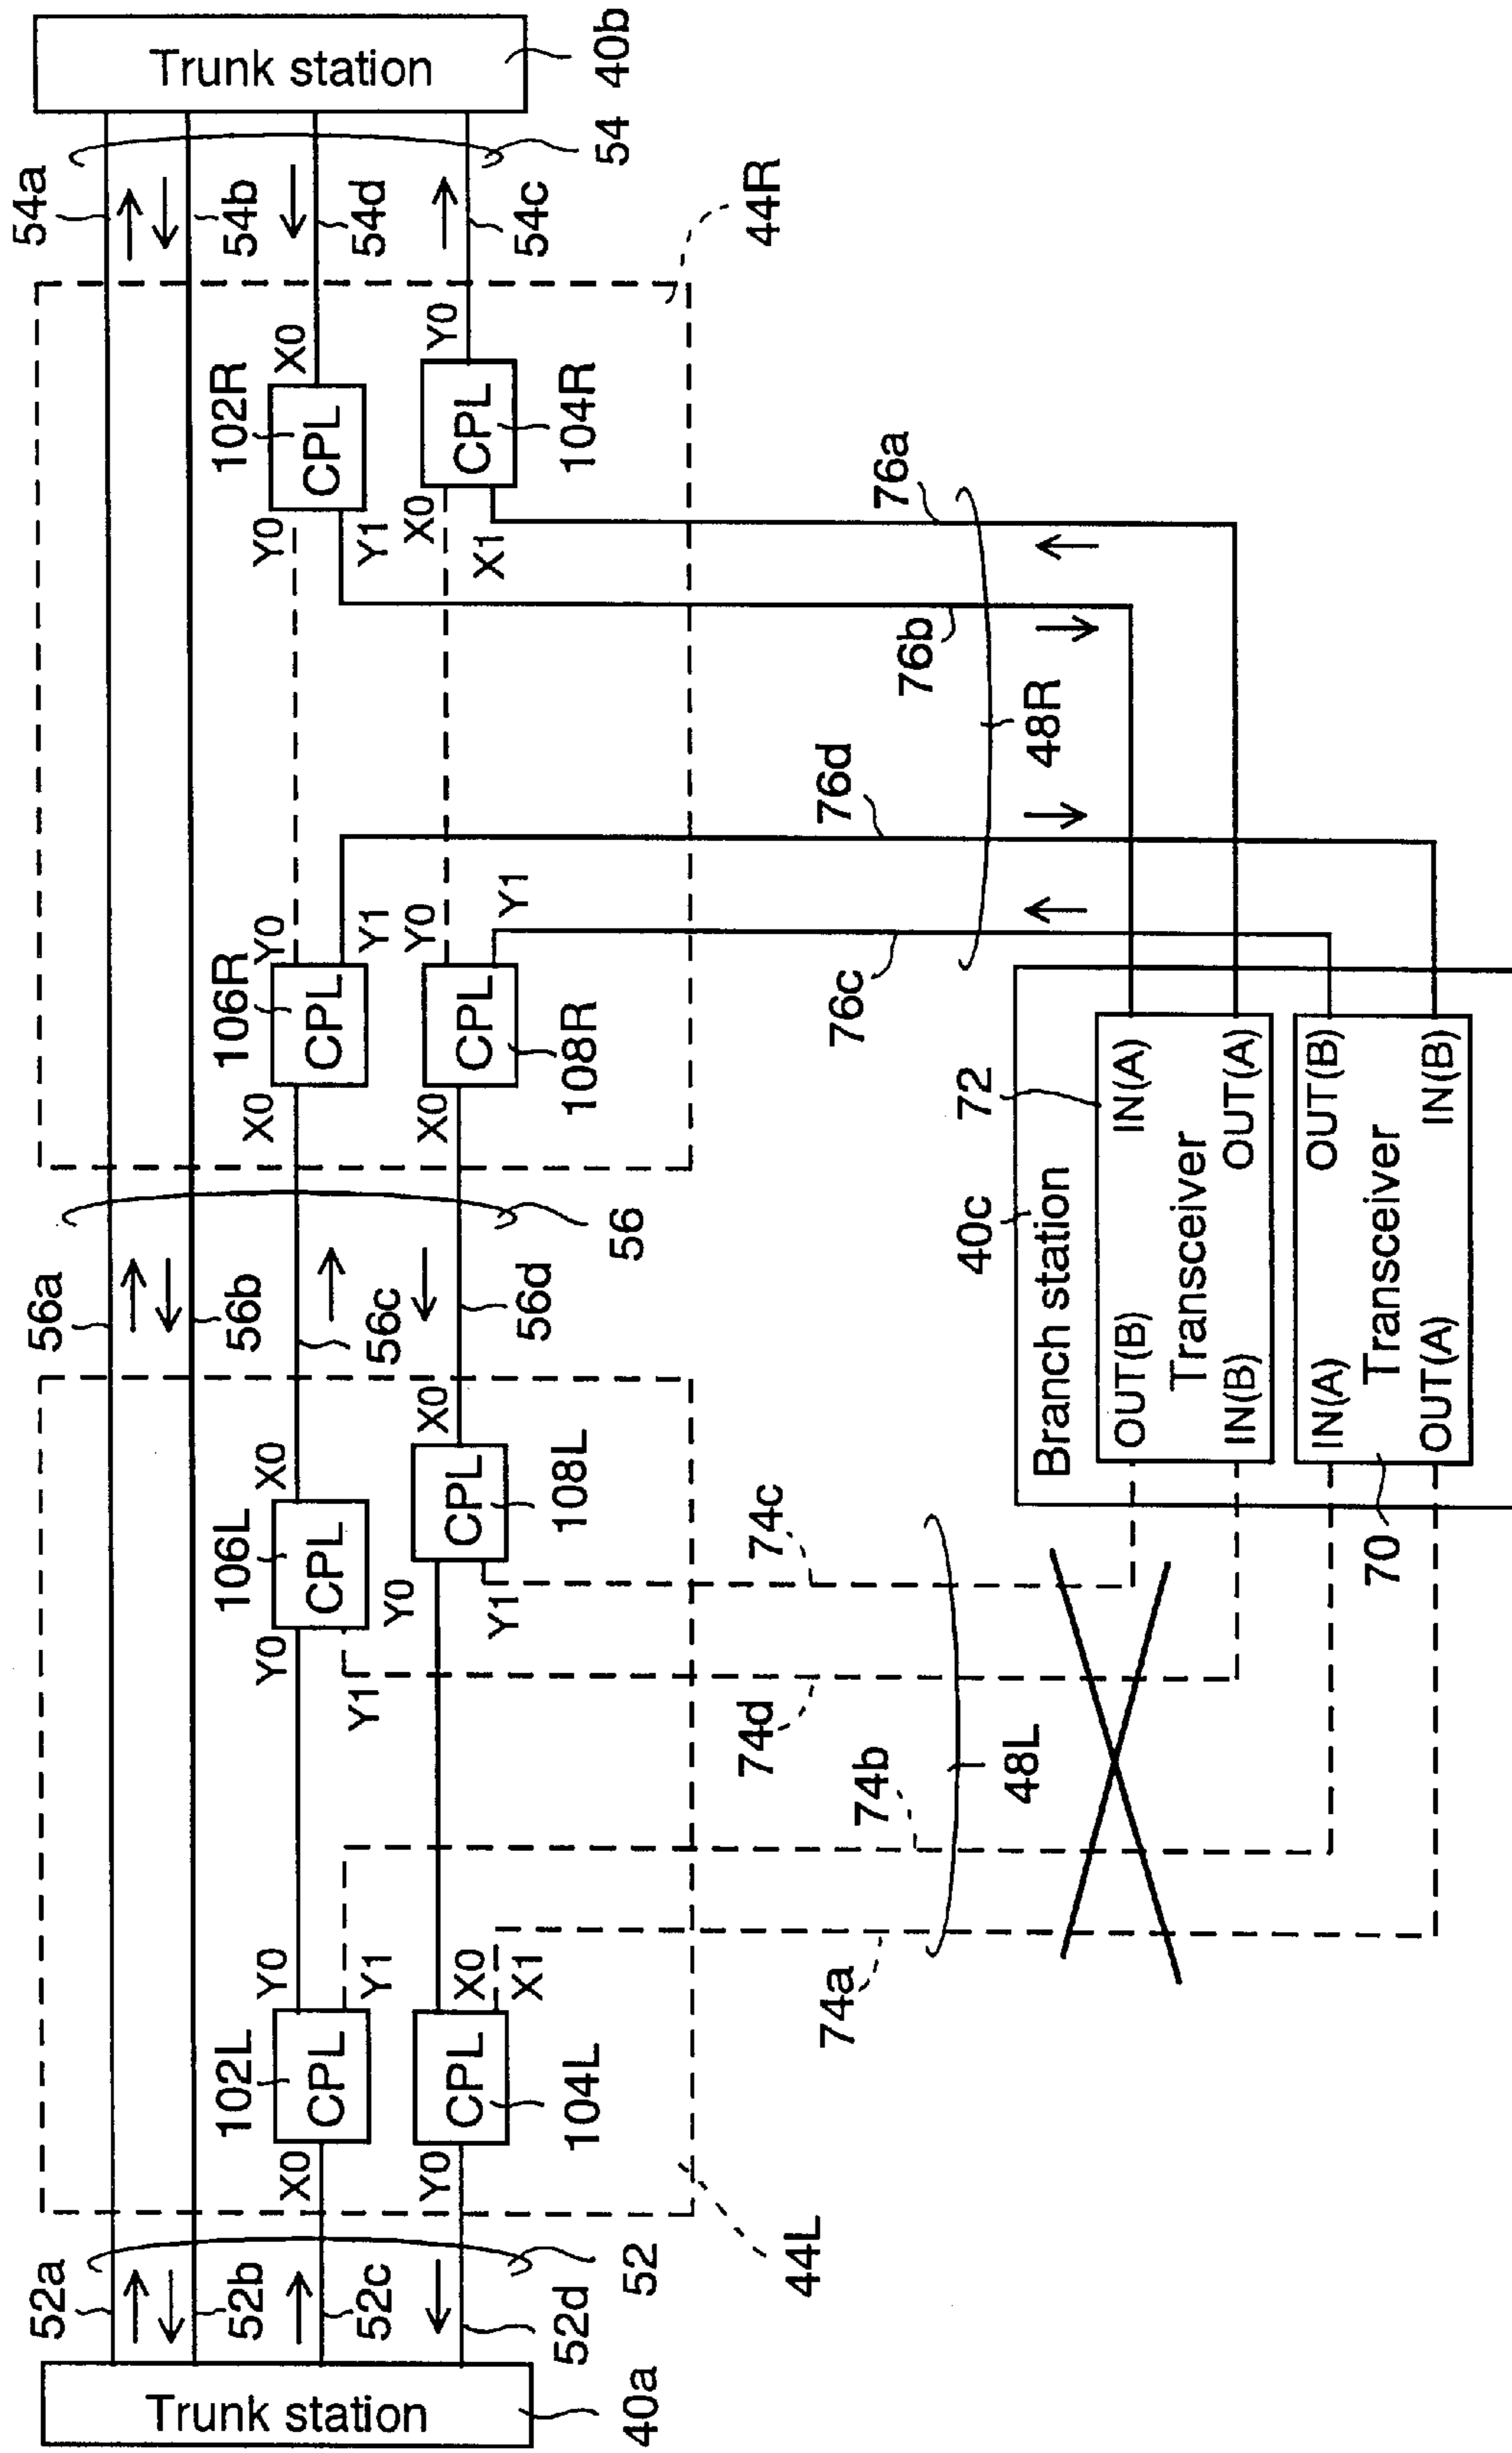 Trunk station
40a
52a
52b
52c
52d
52
44L
102L
CPL
X0
Y0
Y1
104L
CPL
Y0
X0
X1
106L
CPL
Y0
Y1
X0
108L
CPL
Y0
Y1
X0
74a
74b
74d
74c
48L
56a
56b
56c
56d
56
106R
CPL
X0
Y0
Y1
108R
CPL
X0
Y0
Y1
102R
CPL
Y0
Y1
X0
104R
CPL
X0
X1
Y0
44R
76c
76d
76b
76a
48R
54a
54b
54d
54c
54
Trunk station
40b
Branch station
40c
72
OUT(B)
IN(A)
Transceiver
IN(B)
OUT(A)
IN(A)
OUT(B)
Transceiver
OUT(A)
IN(B)
70